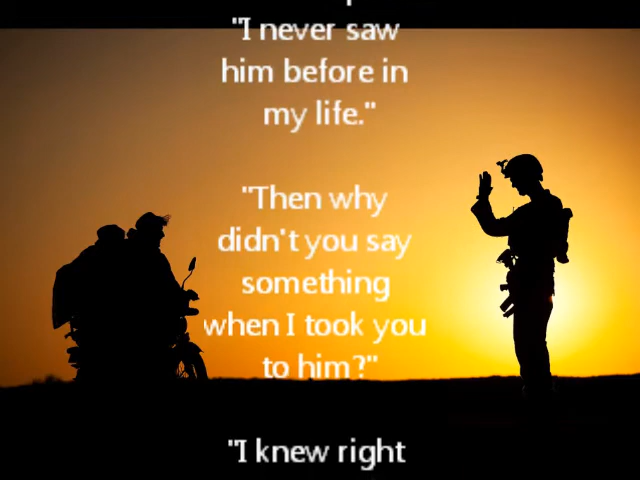 "I never saw
him before in
my life."
"Then why
didn't you say
something
when I took you
to him?"
"I knew right